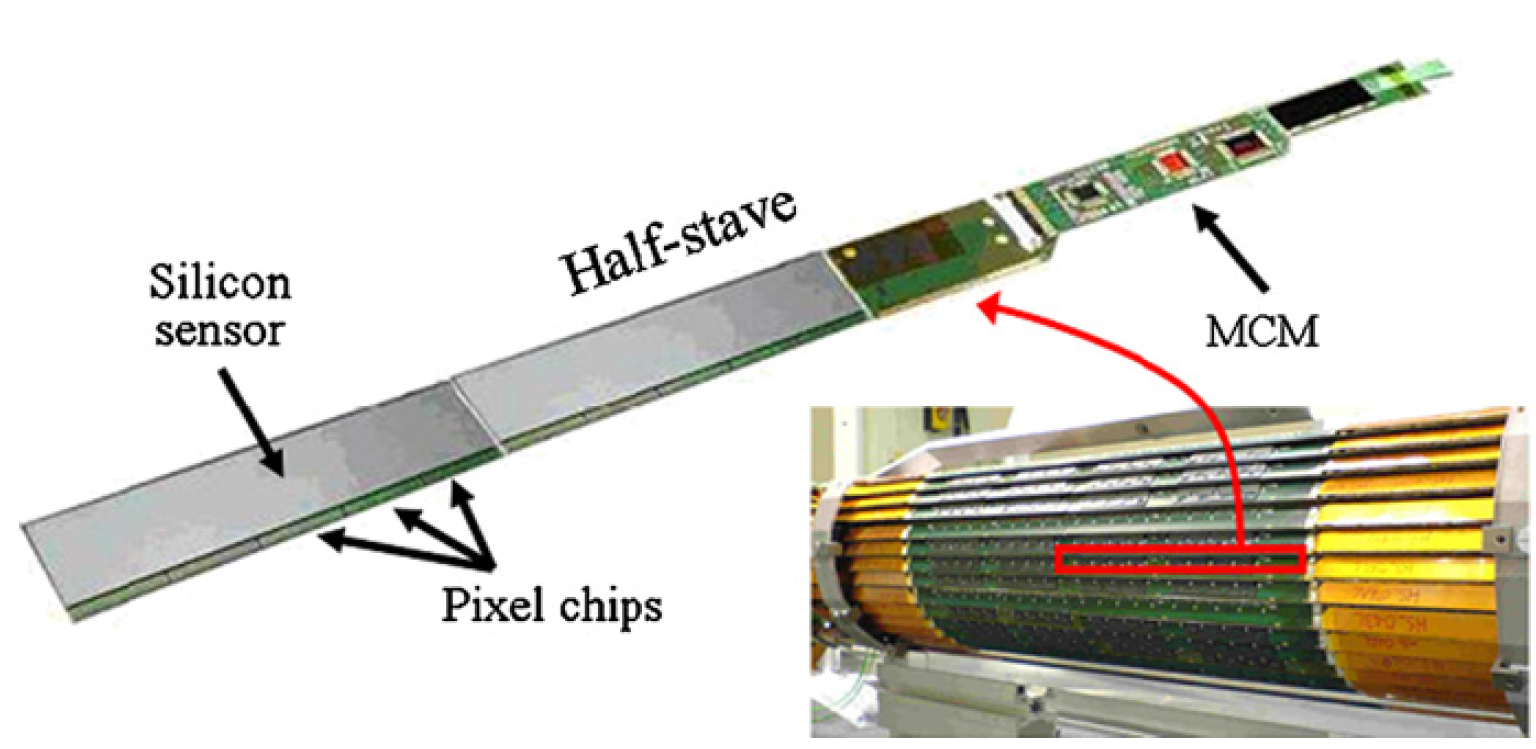 Half-stave
Silicon
sensor
MCM
Pixel chips